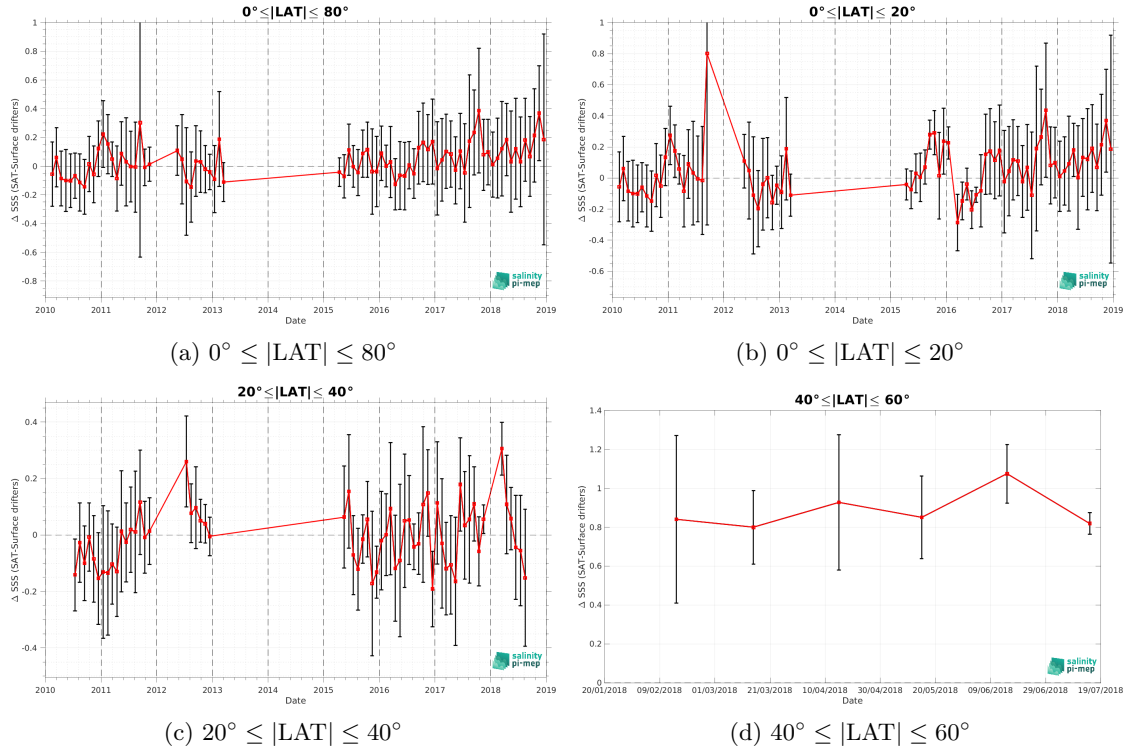 0°≤|LAT|≤ 80°
Δ SSS (SAT-Surface drifters)
1
0.8
0.6
0.4
0.2
0
-0.2
-0.4
-0.6
-0.8
2010 2011 2012 2013 2014 2015 2016 2017 2018 2019
Date
salinity
pi-mep
(a) 0° ≤ |LAT| ≤ 80°
0°≤|LAT|≤ 20°
Δ SSS (SAT-Surface drifters)
1
0.8
0.6
0.4
0.2
0
-0.2
-0.4
-0.6
2010 2011 2012 2013 2014 2015 2016 2017 2018 2019
Date
salinity
pi-mep
(b) 0° ≤ |LAT| ≤ 20°
20°≤|LAT|≤ 40°
Δ SSS (SAT-Surface drifters)
0.4
0.2
0
-0.2
-0.4
2010 2011 2012 2013 2014 2015 2016 2017 2018 2019
Date
salinity
pi-mep
(c) 20° ≤ |LAT| ≤ 40°
40°≤|LAT|≤ 60°
Δ SSS (SAT-Surface drifters)
1.4
1.2
1
0.8
0.6
0.4
0.2
0
20/01/2018 09/02/2018 01/03/2018 21/03/2018 10/04/2018 30/04/2018 20/05/2018 09/06/2018 29/06/2018 19/07/2018
Date
salinity
pi-mep
(d) 40° ≤ |LAT| ≤ 60°